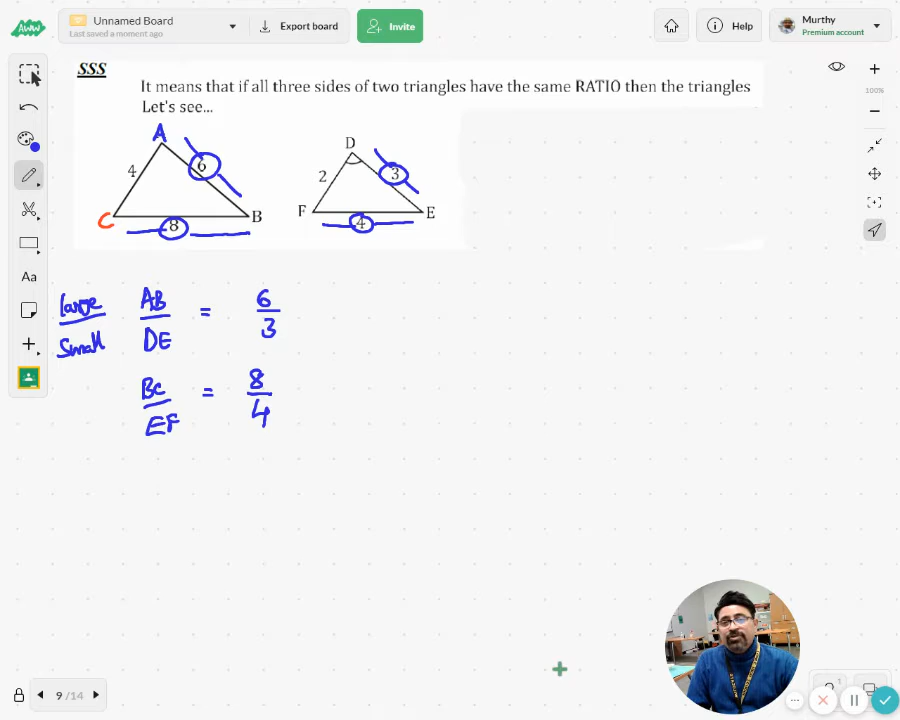 AWW
Unnamed Board
Last saved a moment ago
Export board
Invite
Help
Murthy
Premium account
SSS
It means that if all three sides of two triangles have the same RATIO then the triangles
Let's see...
100%
A
D
4
6
2
3
C
B
F
E
8
4
Aa
large
small
AB
DE
=
6
3
BC
EF
=
8
4
9 /14